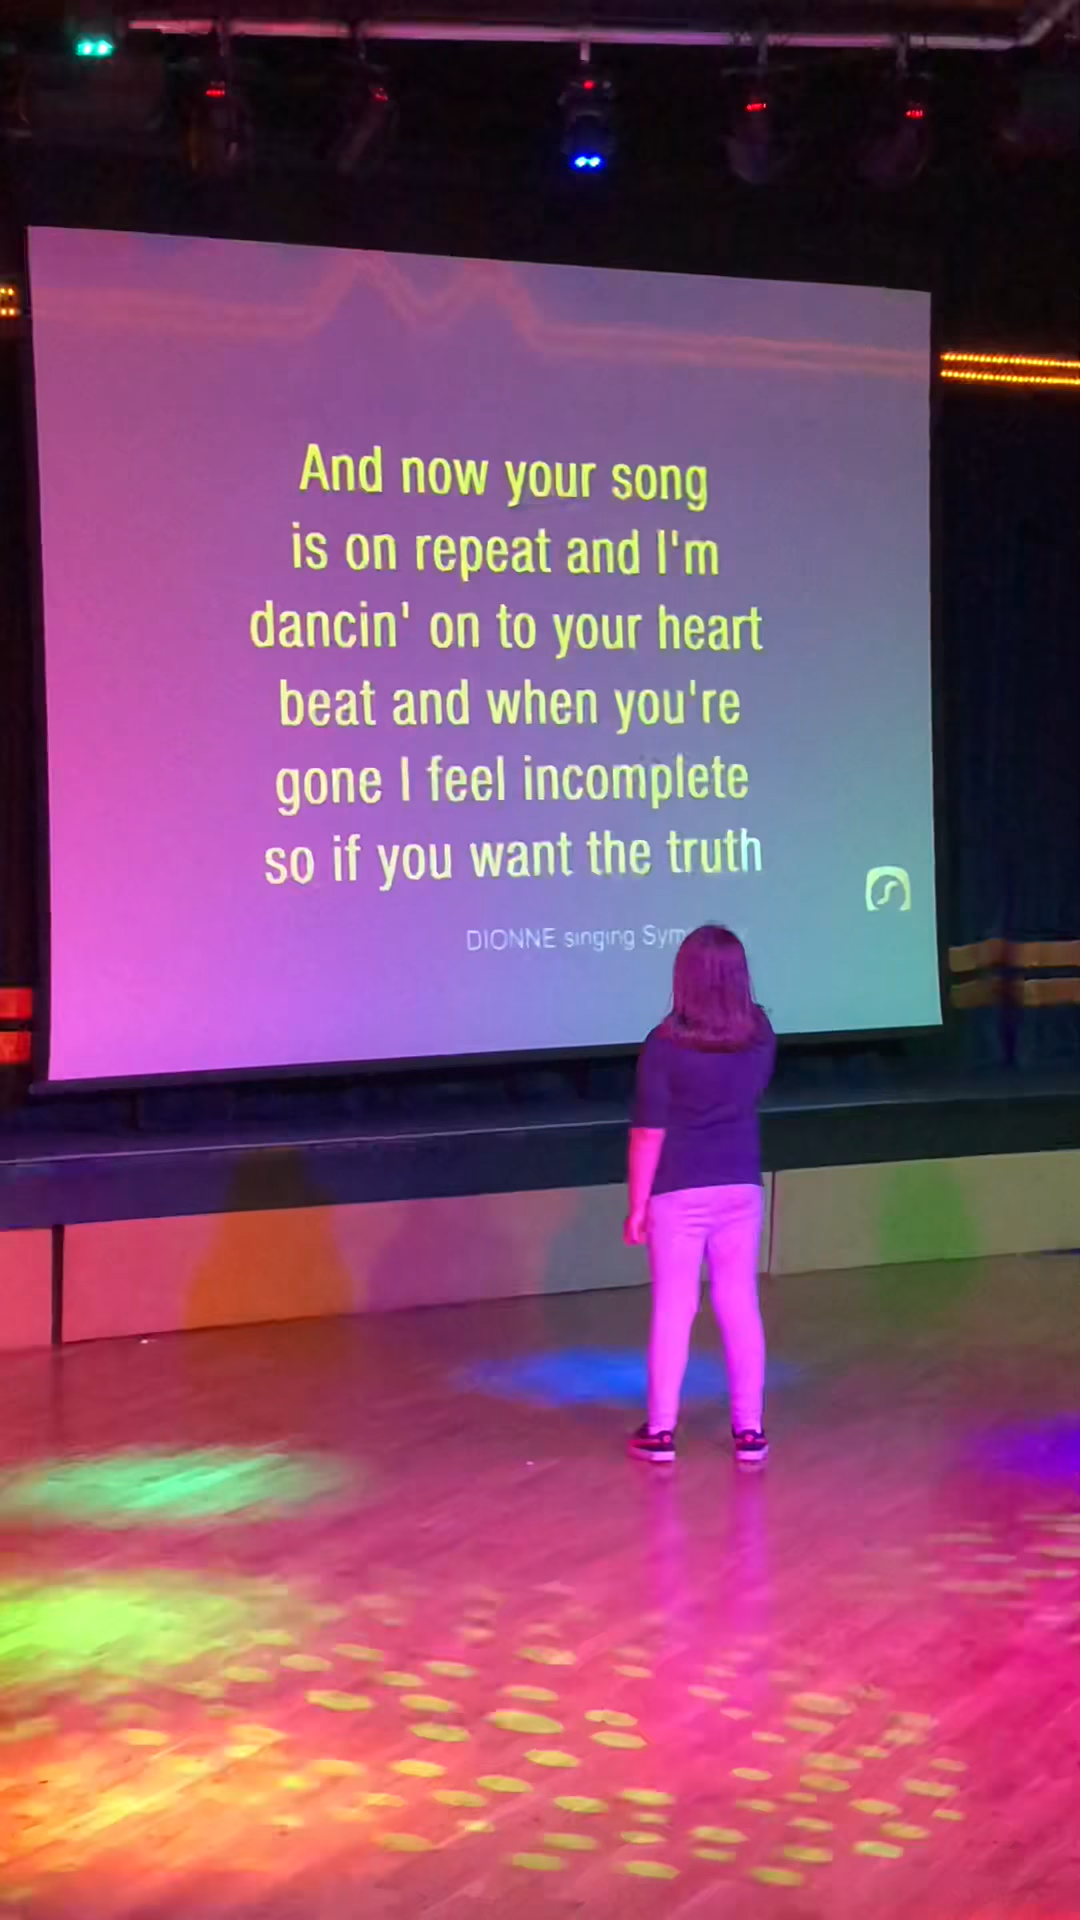 And now your song
is on repeat and I'm
dancin' on to your heart
beat and when you're
gone I feel incomplete
so if you want the truth
DIONNE singing